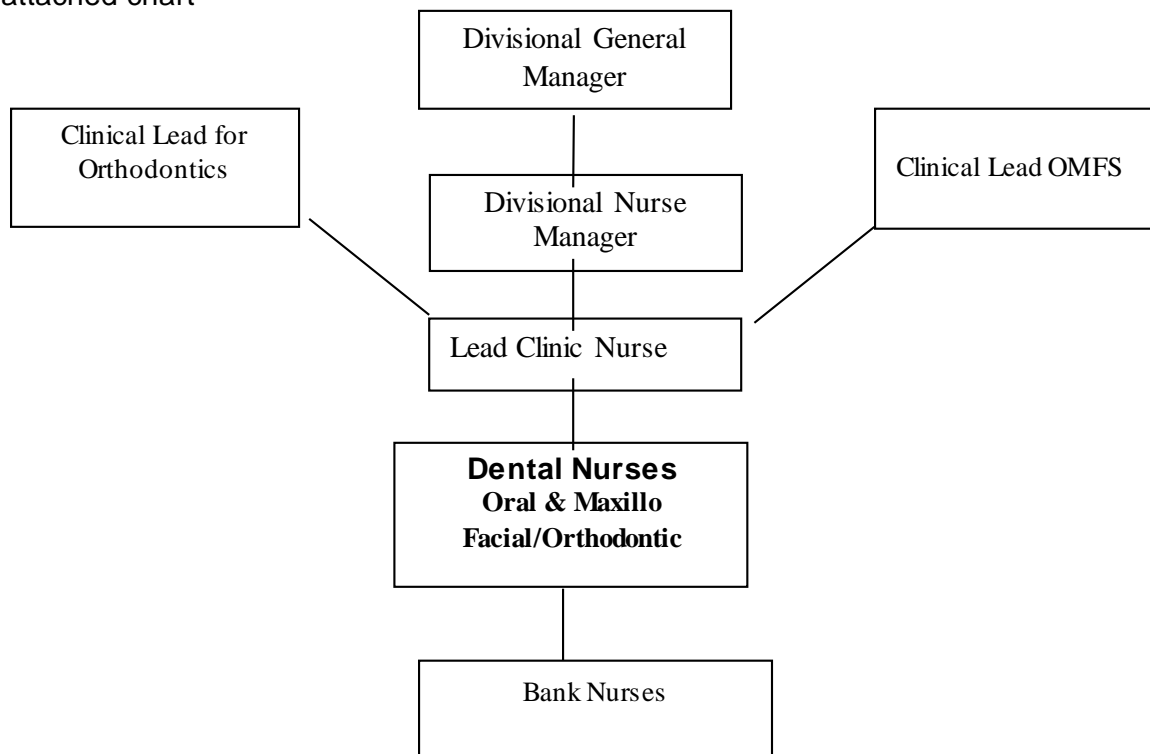 attached chart
Divisional General
Manager
Clinical Lead for
Orthodontics
Clinical Lead OMFS
Divisional Nurse
Manager
Lead Clinic Nurse
Dental Nurses
Oral & Maxillo
Facial/Orthodontic
Bank Nurses